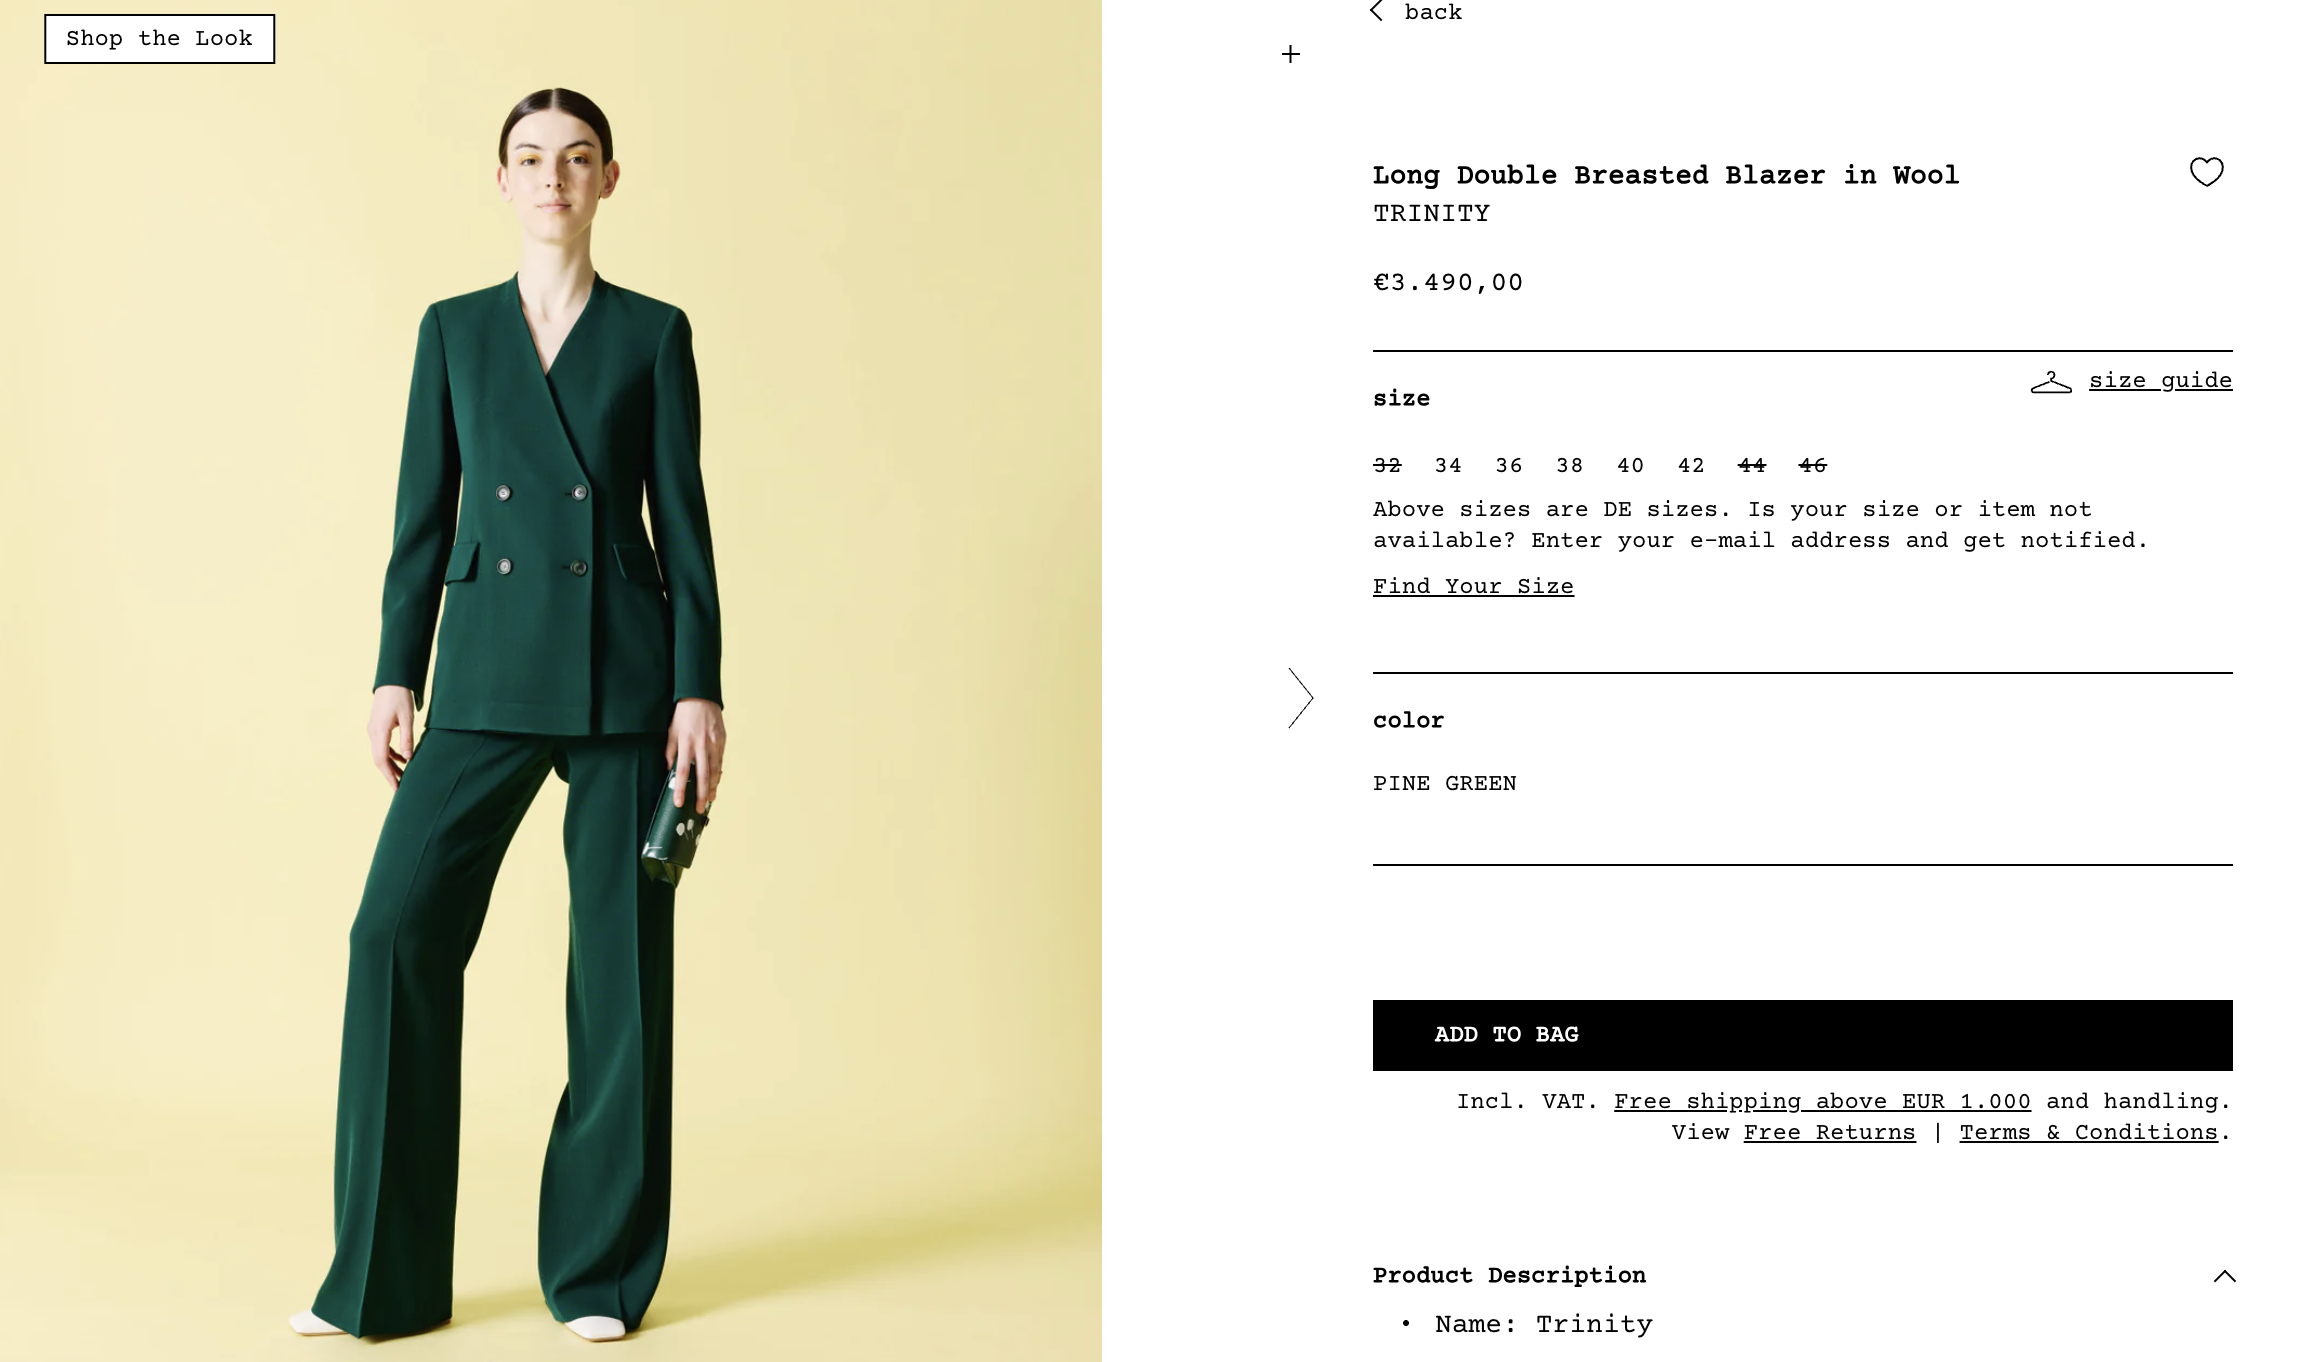 Shop the Look
back
Long Double Breasted Blazer in Wool
TRINITY
€3.490,00
size guide
size
32 34 36 38 40 42 44 46
Above sizes are DE sizes. Is your size or item not
available? Enter your e-mail address and get notified.
Find Your Size
color
PINE GREEN
ADD TO BAG
Incl. VAT. Free shipping above EUR 1.000 and handling.
View Free Returns | Terms & Conditions.
Product Description
• Name: Trinity